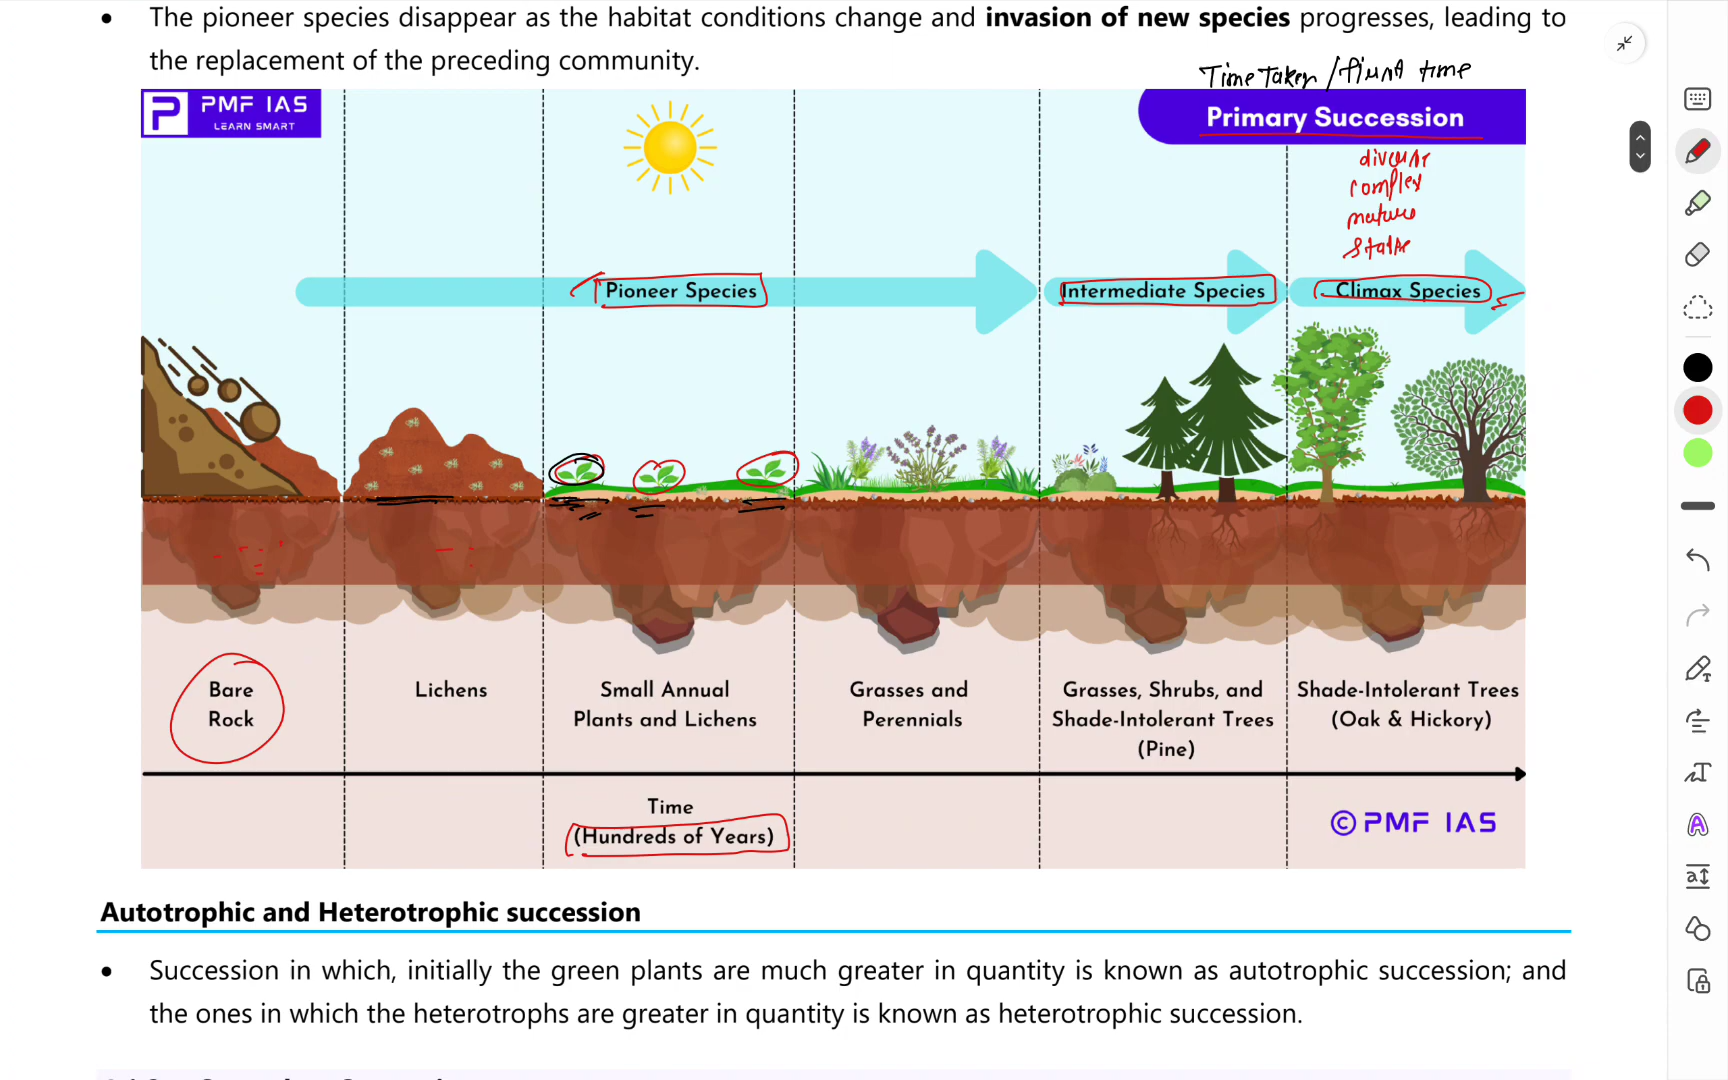 • The pioneer species disappear as the habitat conditions change and invasion of new species progresses, leading to
the replacement of the preceding community.
Time Taken / time
PMF IAS
LEARN SMART
Primary Succession
complex
mature
Pioneer Species
Intermediate Species
Climax Species
Bare
Rock
Lichens
Small Annual
Plants and Lichens
Grasses and
Perennials
Grasses, Shrubs, and
Shade-Intolerant Trees
(Pine)
Shade-Intolerant Trees
(Oak & Hickory)
Time
(Hundreds of Years)
© PMF IAS
Autotrophic and Heterotrophic succession
• Succession in which, initially the green plants are much greater in quantity is known as autotrophic succession; and
the ones in which the heterotrophs are greater in quantity is known as heterotrophic succession.